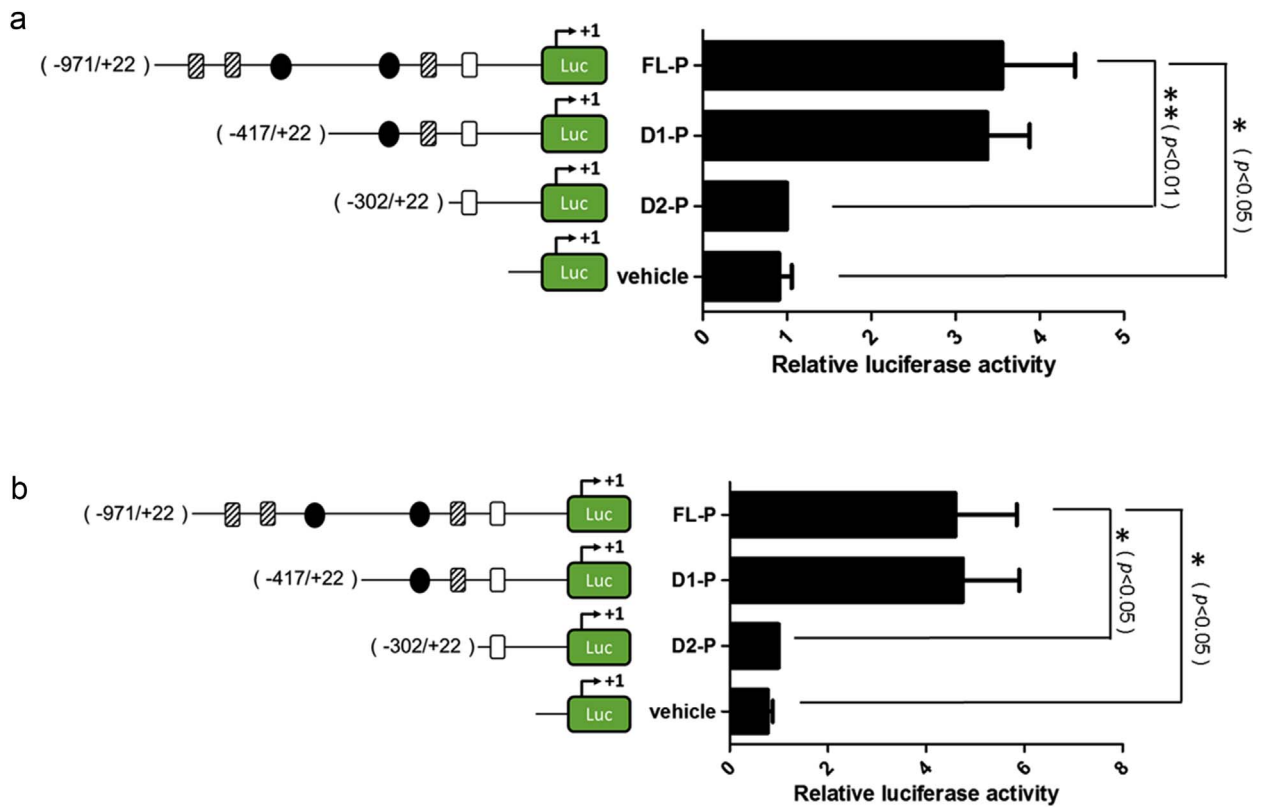 a
( -971/+22 )
+1
Luc
FL-P
( -417/+22 )
+1
Luc
D1-P
( -302/+22 )
+1
Luc
D2-P
+1
Luc
vehicle
** ( p<0.01 )
* ( p<0.05 )
0 1 2 3 4 5
Relative luciferase activity
b
( -971/+22 )
+1
Luc
FL-P
( -417/+22 )
+1
Luc
D1-P
( -302/+22 )
+1
Luc
D2-P
+1
Luc
vehicle
* ( p<0.05 )
* ( p<0.05 )
0 2 4 6 8
Relative luciferase activity